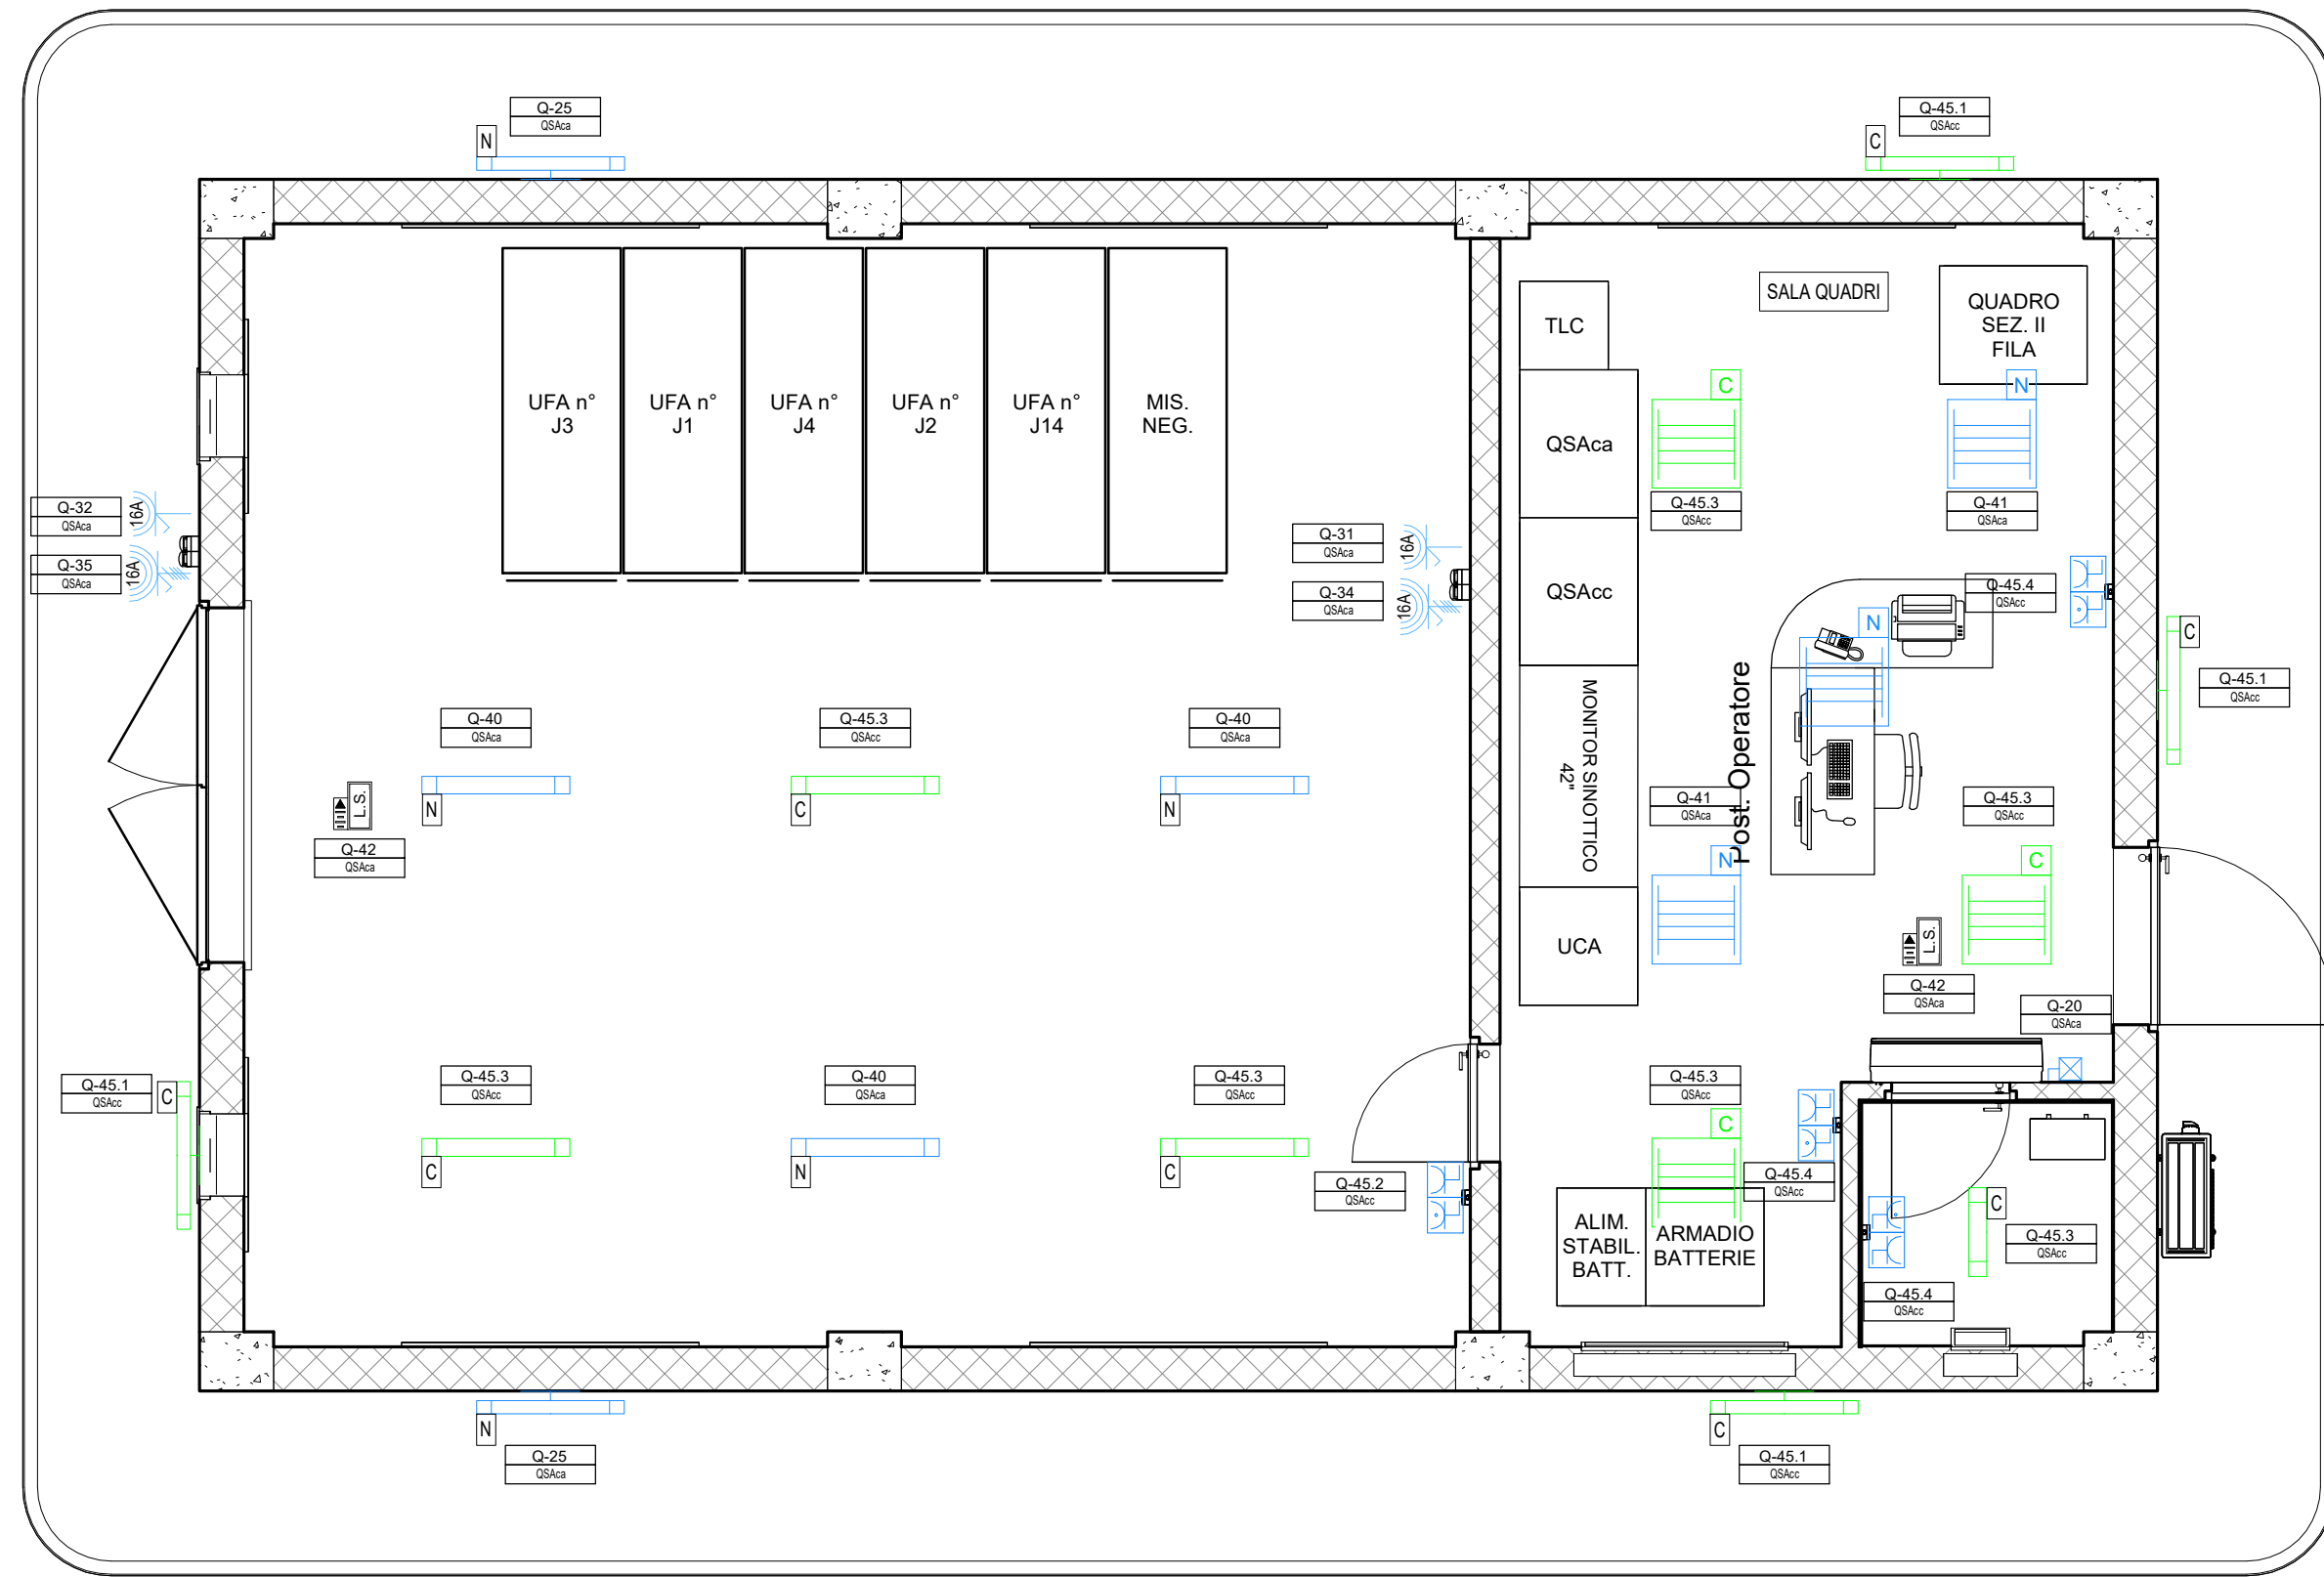 Q-25
QSAca
N
Q-45.1
QSAcc
C
SALA QUADRI
QUADRO
SEZ. II
FILA
TLC
UFA n°
J3
UFA n°
J1
UFA n°
J4
UFA n°
J2
UFA n°
J14
MIS.
NEG.
QSAca
C
N
Q-32
QSAca
16A
Q-35
QSAca
16A
Q-31
QSAca
16A
Q-34
QSAca
16A
Q-45.3
QSAcc
Q-41
QSAca
QSAcc
Q-45.4
QSAcc
N
C
Q-45.1
QSAcc
Q-40
QSAca
N
Q-45.3
QSAcc
C
Q-40
QSAca
N
MONITOR SINOTTICO
42"
Post. Operatore
Q-41
QSAca
N
Q-45.3
QSAcc
C
L.S.
Q-42
QSAca
UCA
L.S.
Q-42
QSAca
Q-20
QSAca
Q-45.1
QSAcc
C
Q-45.3
QSAcc
C
Q-40
QSAca
N
Q-45.3
QSAcc
C
Q-45.3
QSAcc
C
Q-45.2
QSAcc
Q-45.4
QSAcc
ALIM.
STABIL.
BATT.
ARMADIO
BATTERIE
C
Q-45.3
QSAcc
Q-45.4
QSAcc
N
Q-25
QSAca
C
Q-45.1
QSAcc